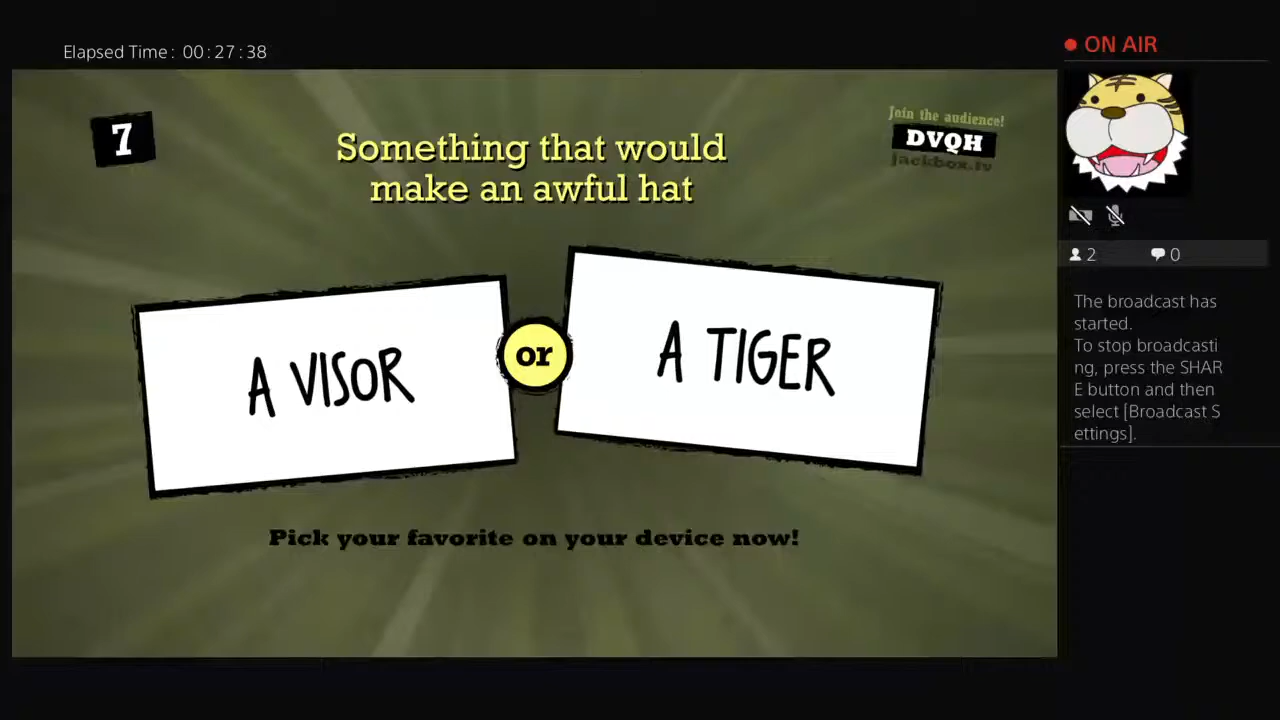 Elapsed Time: 00:27:38
ON AIR
7
Something that would
make an awful hat
Join the audience!
DVQH
jackbox.tv
A VISOR
or
A TIGER
Pick your favorite on your device now!
2
0
The broadcast has
started.
To stop broadcasti
ng, press the SHAR
E button and then
select [Broadcast S
ettings].